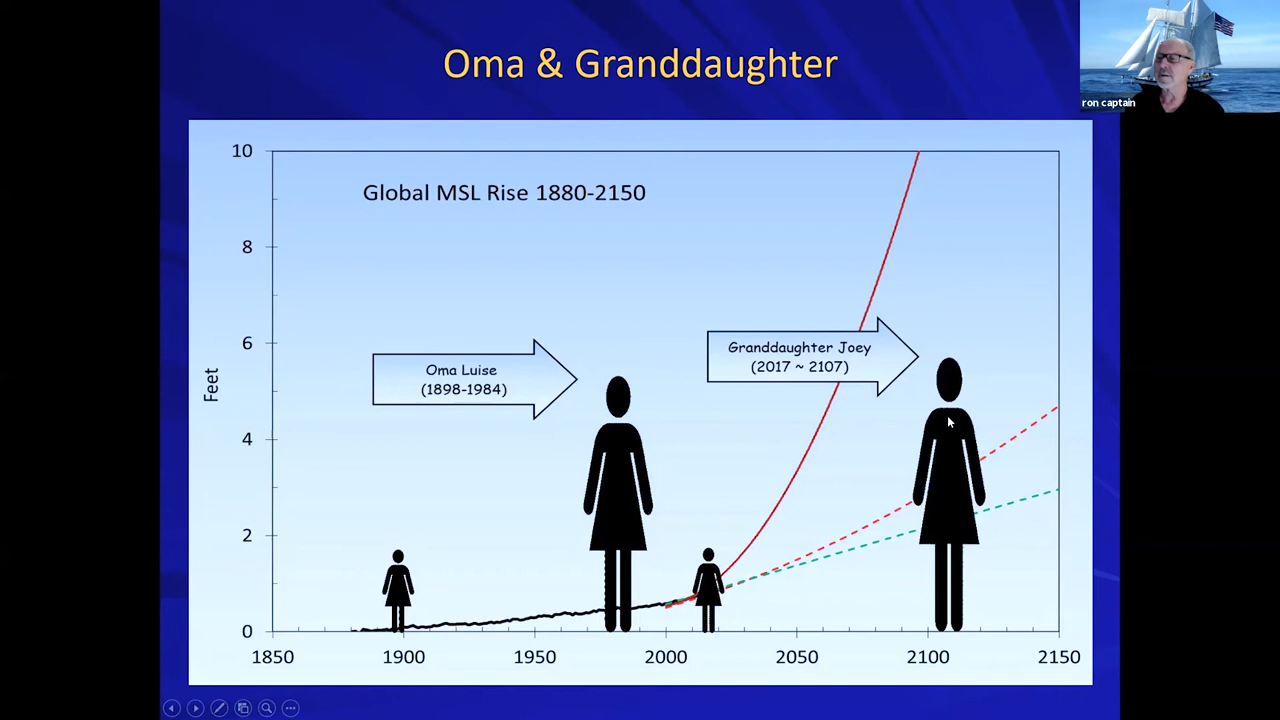 Oma & Granddaughter
ron captain
Global MSL Rise 1880-2150
Feet
10
8
6
4
2
0
Oma Luise
(1898-1984)
Granddaughter Joey
(2017 ~ 2107)
1850 1900 1950 2000 2050 2100 2150